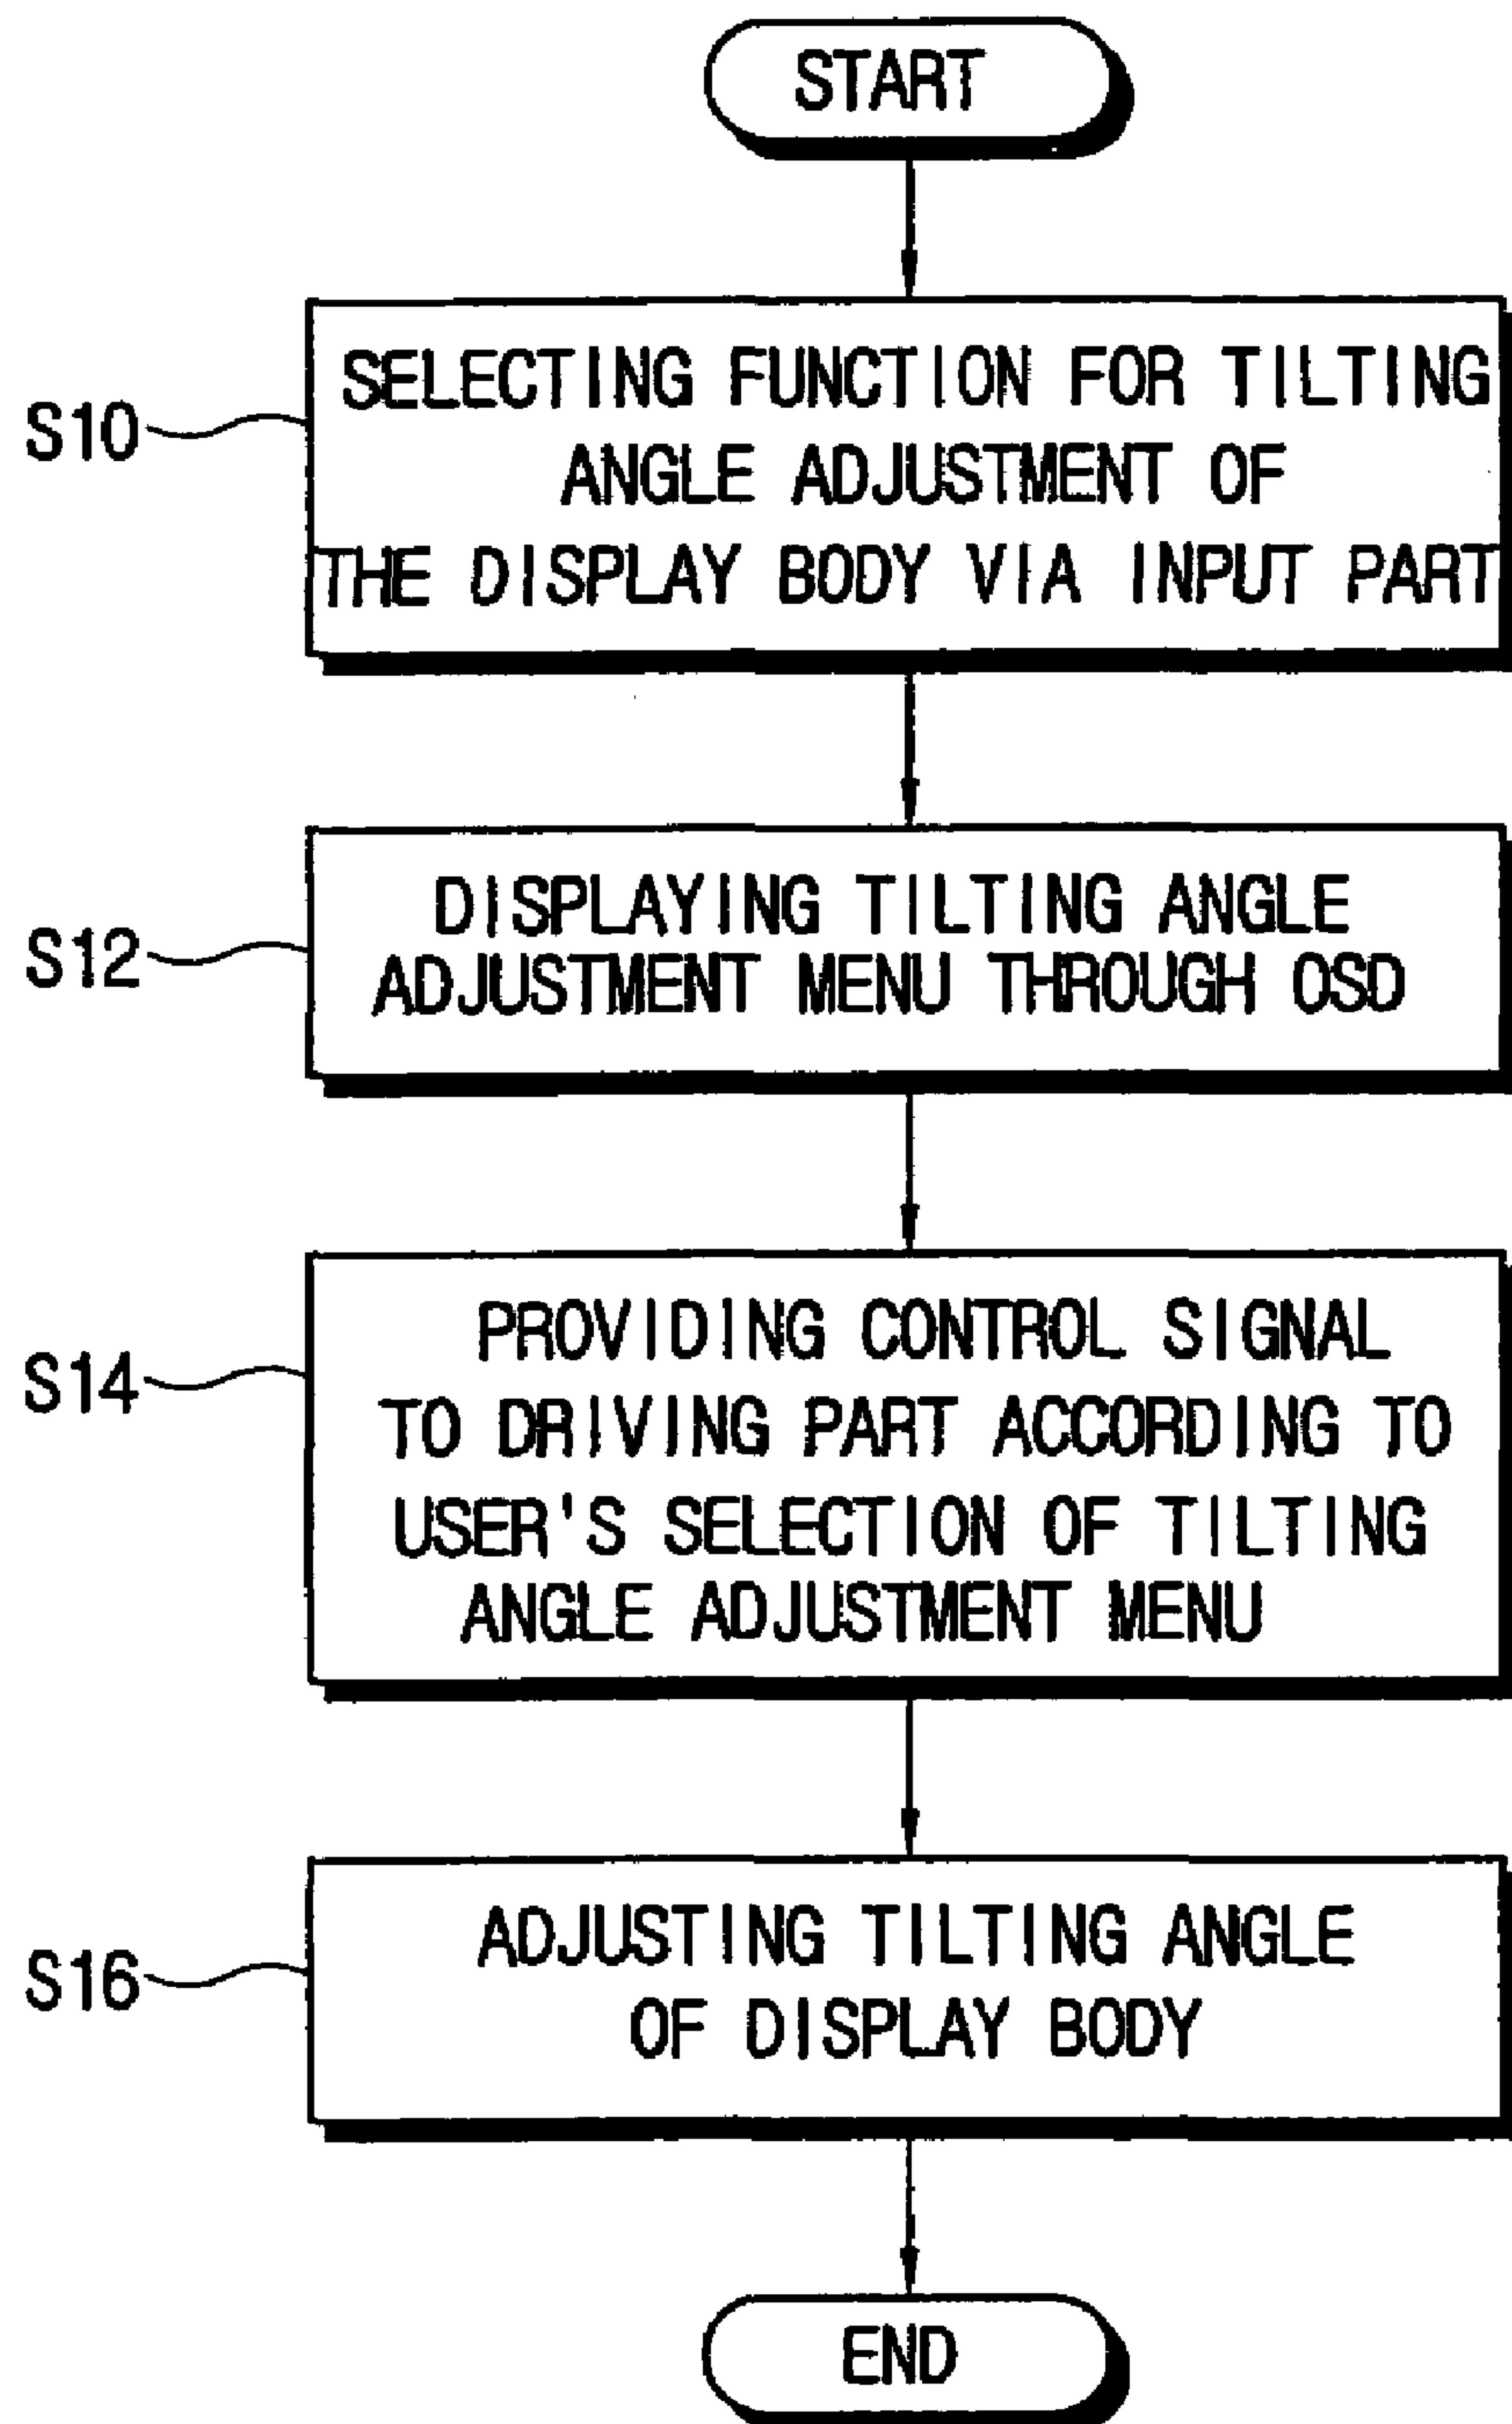 START
S10
SELECTING FUNCTION FOR TILTING
ANGLE ADJUSTMENT OF
THE DISPLAY BODY VIA INPUT PART
S12
DISPLAYING TILTING ANGLE
ADJUSTMENT MENU THROUGH OSD
S14
PROVIDING CONTROL SIGNAL
TO DRIVING PART ACCORDING TO
USER'S SELECTION OF TILTING
ANGLE ADJUSTMENT MENU
S16
ADJUSTING TILTING ANGLE
OF DISPLAY BODY
END